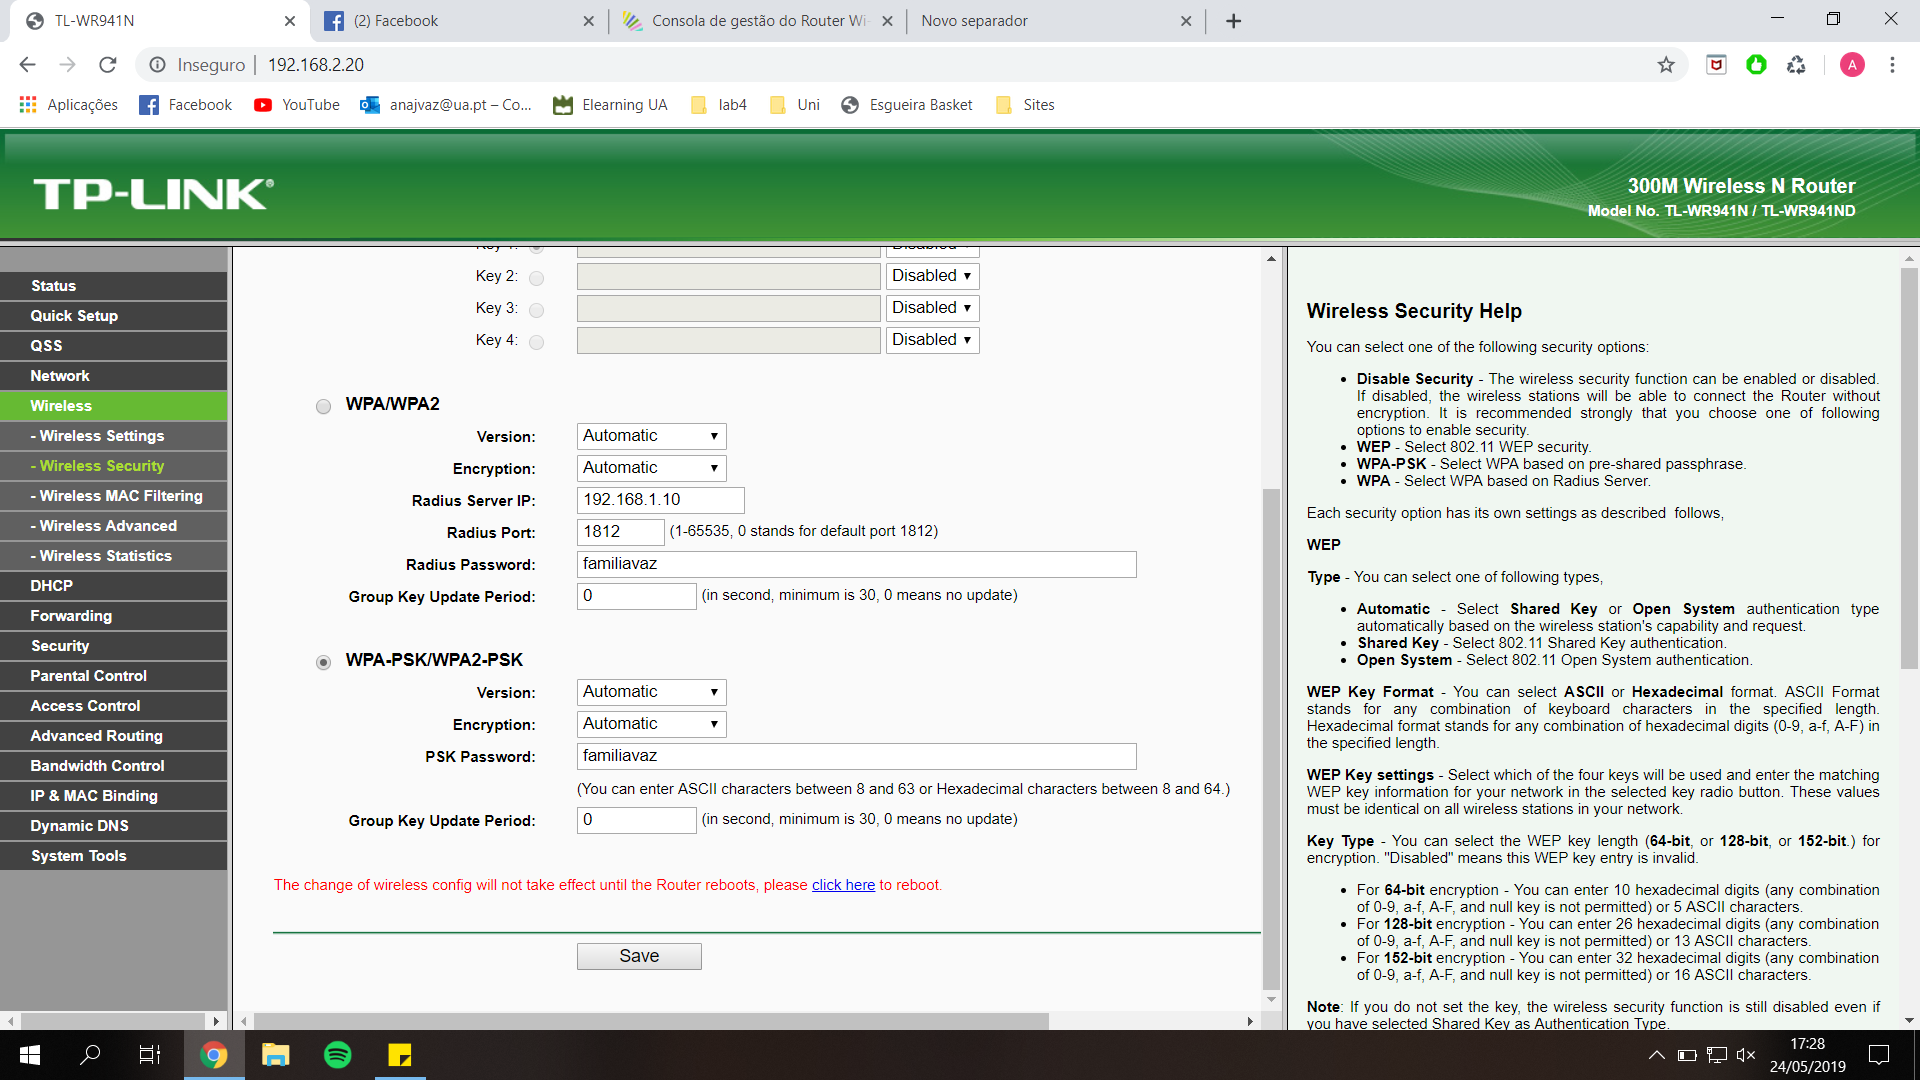 TL-WR941N
(2) Facebook
Consola de gestão do Router Wi-
Novo separador
Inseguro
192.168.2.20
A
Aplicações
Facebook
YouTube
anajvaz@ua.pt – Co...
Elearning UA
lab4
Uni
Esgueira Basket
Sites
TP-LINK®
300M Wireless N Router
Model No. TL-WR941N / TL-WR941ND
Status
Quick Setup
QSS
Network
Wireless
- Wireless Settings
- Wireless Security
- Wireless MAC Filtering
- Wireless Advanced
- Wireless Statistics
DHCP
Forwarding
Security
Parental Control
Access Control
Advanced Routing
Bandwidth Control
IP & MAC Binding
Dynamic DNS
System Tools
Key 1: Disabled
Key 2: Disabled
Key 3: Disabled
Key 4: Disabled
WPA/WPA2
Version: Automatic
Encryption: Automatic
Radius Server IP: 192.168.1.10
Radius Port: 1812 (1-65535, 0 stands for default port 1812)
Radius Password: familiavaz
Group Key Update Period: 0 (in second, minimum is 30, 0 means no update)
WPA-PSK/WPA2-PSK
Version: Automatic
Encryption: Automatic
PSK Password: familiavaz
(You can enter ASCII characters between 8 and 63 or Hexadecimal characters between 8 and 64.)
Group Key Update Period: 0 (in second, minimum is 30, 0 means no update)
The change of wireless config will not take effect until the Router reboots, please click here to reboot.
Save
Wireless Security Help
You can select one of the following security options:
• Disable Security - The wireless security function can be enabled or disabled.
If disabled, the wireless stations will be able to connect the Router without
encryption. It is recommended strongly that you choose one of following
options to enable security.
• WEP - Select 802.11 WEP security.
• WPA-PSK - Select WPA based on pre-shared passphrase.
• WPA - Select WPA based on Radius Server.
Each security option has its own settings as described follows,
WEP
Type - You can select one of following types,
• Automatic - Select Shared Key or Open System authentication type
automatically based on the wireless station's capability and request.
• Shared Key - Select 802.11 Shared Key authentication.
• Open System - Select 802.11 Open System authentication.
WEP Key Format - You can select ASCII or Hexadecimal format. ASCII Format
stands for any combination of keyboard characters in the specified length.
Hexadecimal format stands for any combination of hexadecimal digits (0-9, a-f, A-F) in
the specified length.
WEP Key settings - Select which of the four keys will be used and enter the matching
WEP key information for your network in the selected key radio button. These values
must be identical on all wireless stations in your network.
Key Type - You can select the WEP key length (64-bit, or 128-bit, or 152-bit.) for
encryption. "Disabled" means this WEP key entry is invalid.
• For 64-bit encryption - You can enter 10 hexadecimal digits (any combination
of 0-9, a-f, A-F, and null key is not permitted) or 5 ASCII characters.
• For 128-bit encryption - You can enter 26 hexadecimal digits (any combination
of 0-9, a-f, A-F, and null key is not permitted) or 13 ASCII characters.
• For 152-bit encryption - You can enter 32 hexadecimal digits (any combination
of 0-9, a-f, A-F, and null key is not permitted) or 16 ASCII characters.
Note: If you do not set the key, the wireless security function is still disabled even if
you have selected Shared Key as Authentication Type.
17:28
24/05/2019